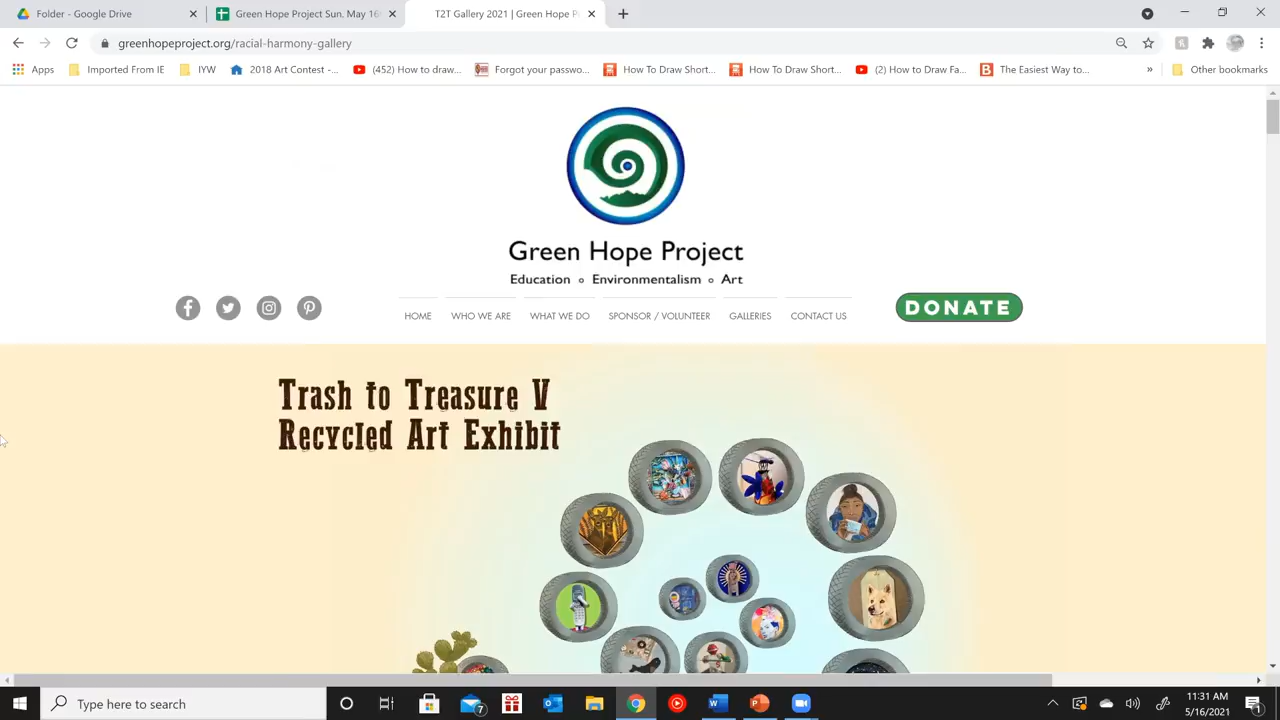 Folder - Google Drive
Green Hope Project Sun. May 16
T2T Gallery 2021 | Green Hope P
greenhopeproject.org/racial-harmony-gallery
Apps
Imported From IE
IYW
2018 Art Contest -...
(452) How to draw...
Forgot your passwo...
How To Draw Short...
How To Draw Short...
(2) How to Draw Fa...
The Easiest Way to...
»
Other bookmarks
Green Hope Project
Education o Environmentalism o Art
HOME
WHO WE ARE
WHAT WE DO
SPONSOR / VOLUNTEER
GALLERIES
CONTACT US
DONATE
Trash to Treasure V
Recycled Art Exhibit
Type here to search
7
11:31 AM
5/16/2021
1